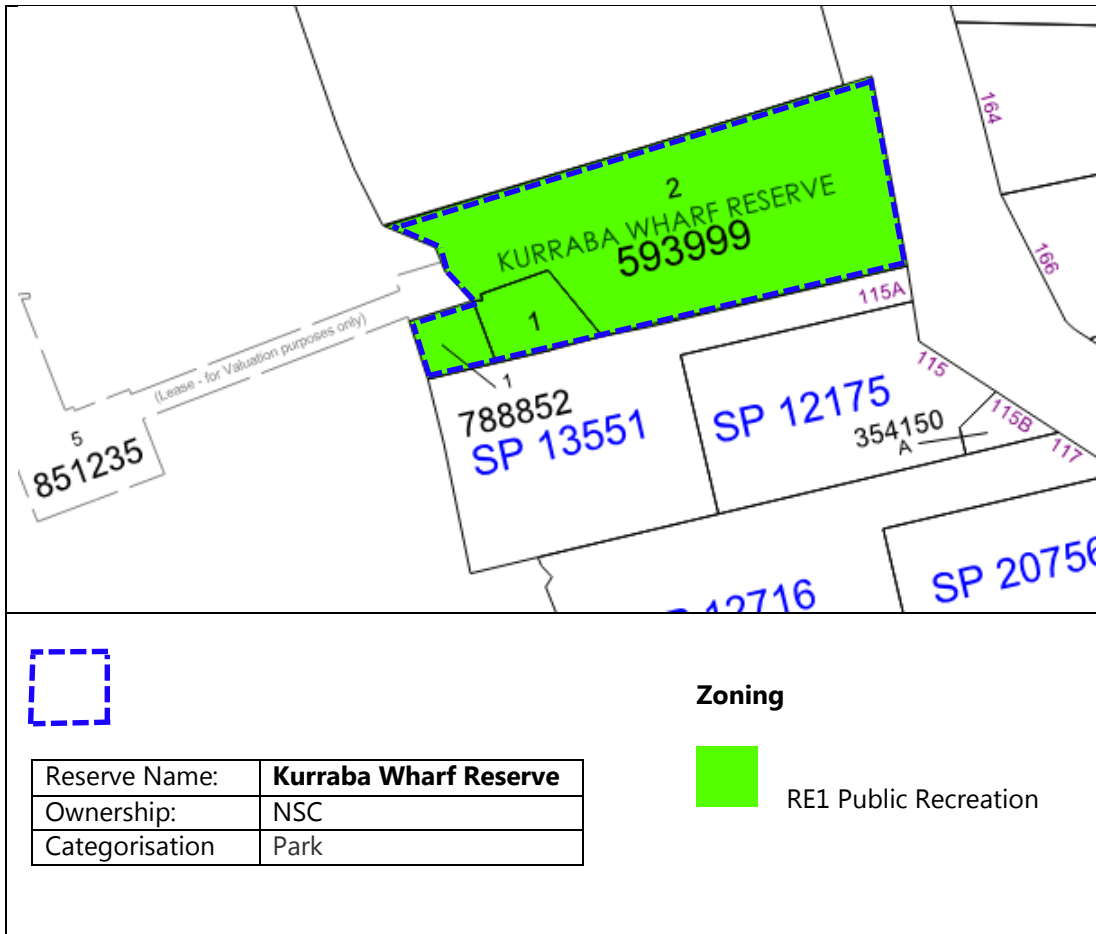 164
2
KURRABA WHARF RESERVE
593999
166
115A
1
(Lease - for Valuation purposes only)
115
1
788852
SP 13551
SP 12175
115B
354150
A
117
5
851235
12716
SP 20756
Zoning
RE1 Public Recreation
Reserve Name: Kurraba Wharf Reserve
Ownership: NSC
Categorisation Park